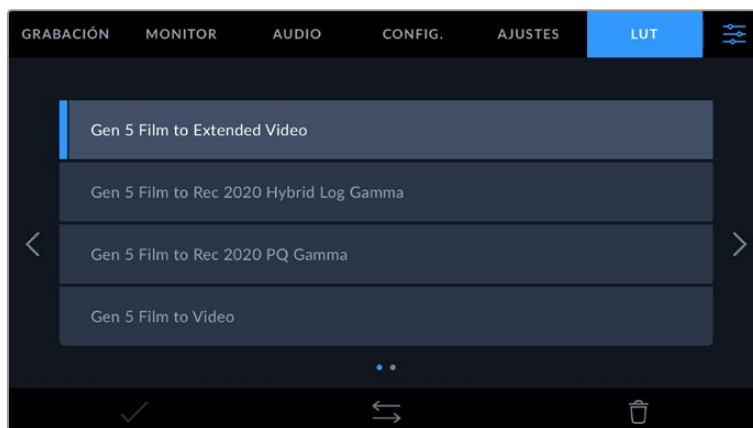 GRABACIÓN MONITOR AUDIO CONFIG. AJUSTES LUT
Gen 5 Film to Extended Video
Gen 5 Film to Rec 2020 Hybrid Log Gamma
Gen 5 Film to Rec 2020 PQ Gamma
Gen 5 Film to Video